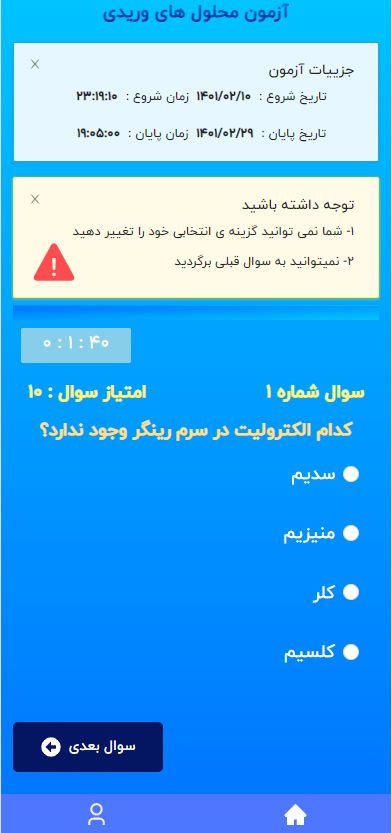 آزمون محلول های وریدی
جزییات آزمون
تاریخ شروع : ۱۴۰۱/۰۲/۱۰ زمان شروع : ۲۳:۱۹:۱۰
تاریخ پایان : ۱۴۰۱/۰۲/۲۹ زمان پایان : ۱۹:۰۵:۰۰
توجه داشته باشید
۱- شما نمی توانید گزینه ی انتخابی خود را تغییر دهید
۲- نمیتوانید به سوال قبلی برگردید
۰ : ۱ : ۴۰
سوال شماره ۱ امتیاز سوال : ۱۰
کدام الکترولیت در سرم رینگر وجود ندارد؟
سدیم
منیزیم
کلر
کلسیم
سوال بعدی